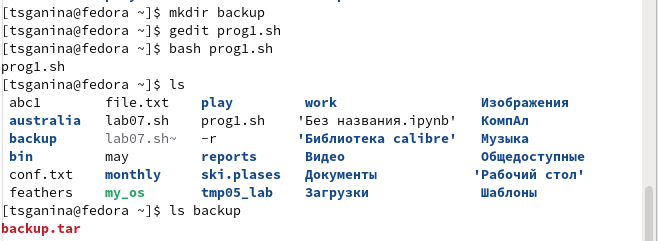 [tsganina@fedora ~]$ mkdir backup
[tsganina@fedora ~]$ gedit prog1.sh
[tsganina@fedora ~]$ bash prog1.sh
prog1.sh
[tsganina@fedora ~]$ ls
abc1 file.txt play work Изображения
australia lab07.sh prog1.sh 'Без названия.ipynb' КомпАл
backup lab07.sh~ -r 'Библиотека calibre' Музыка
bin may reports Видео Общедоступные
conf.txt monthly ski.plases Документы 'Рабочий стол'
feathers my_os tmp05_lab Загрузки Шаблоны
[tsganina@fedora ~]$ ls backup
backup.tar